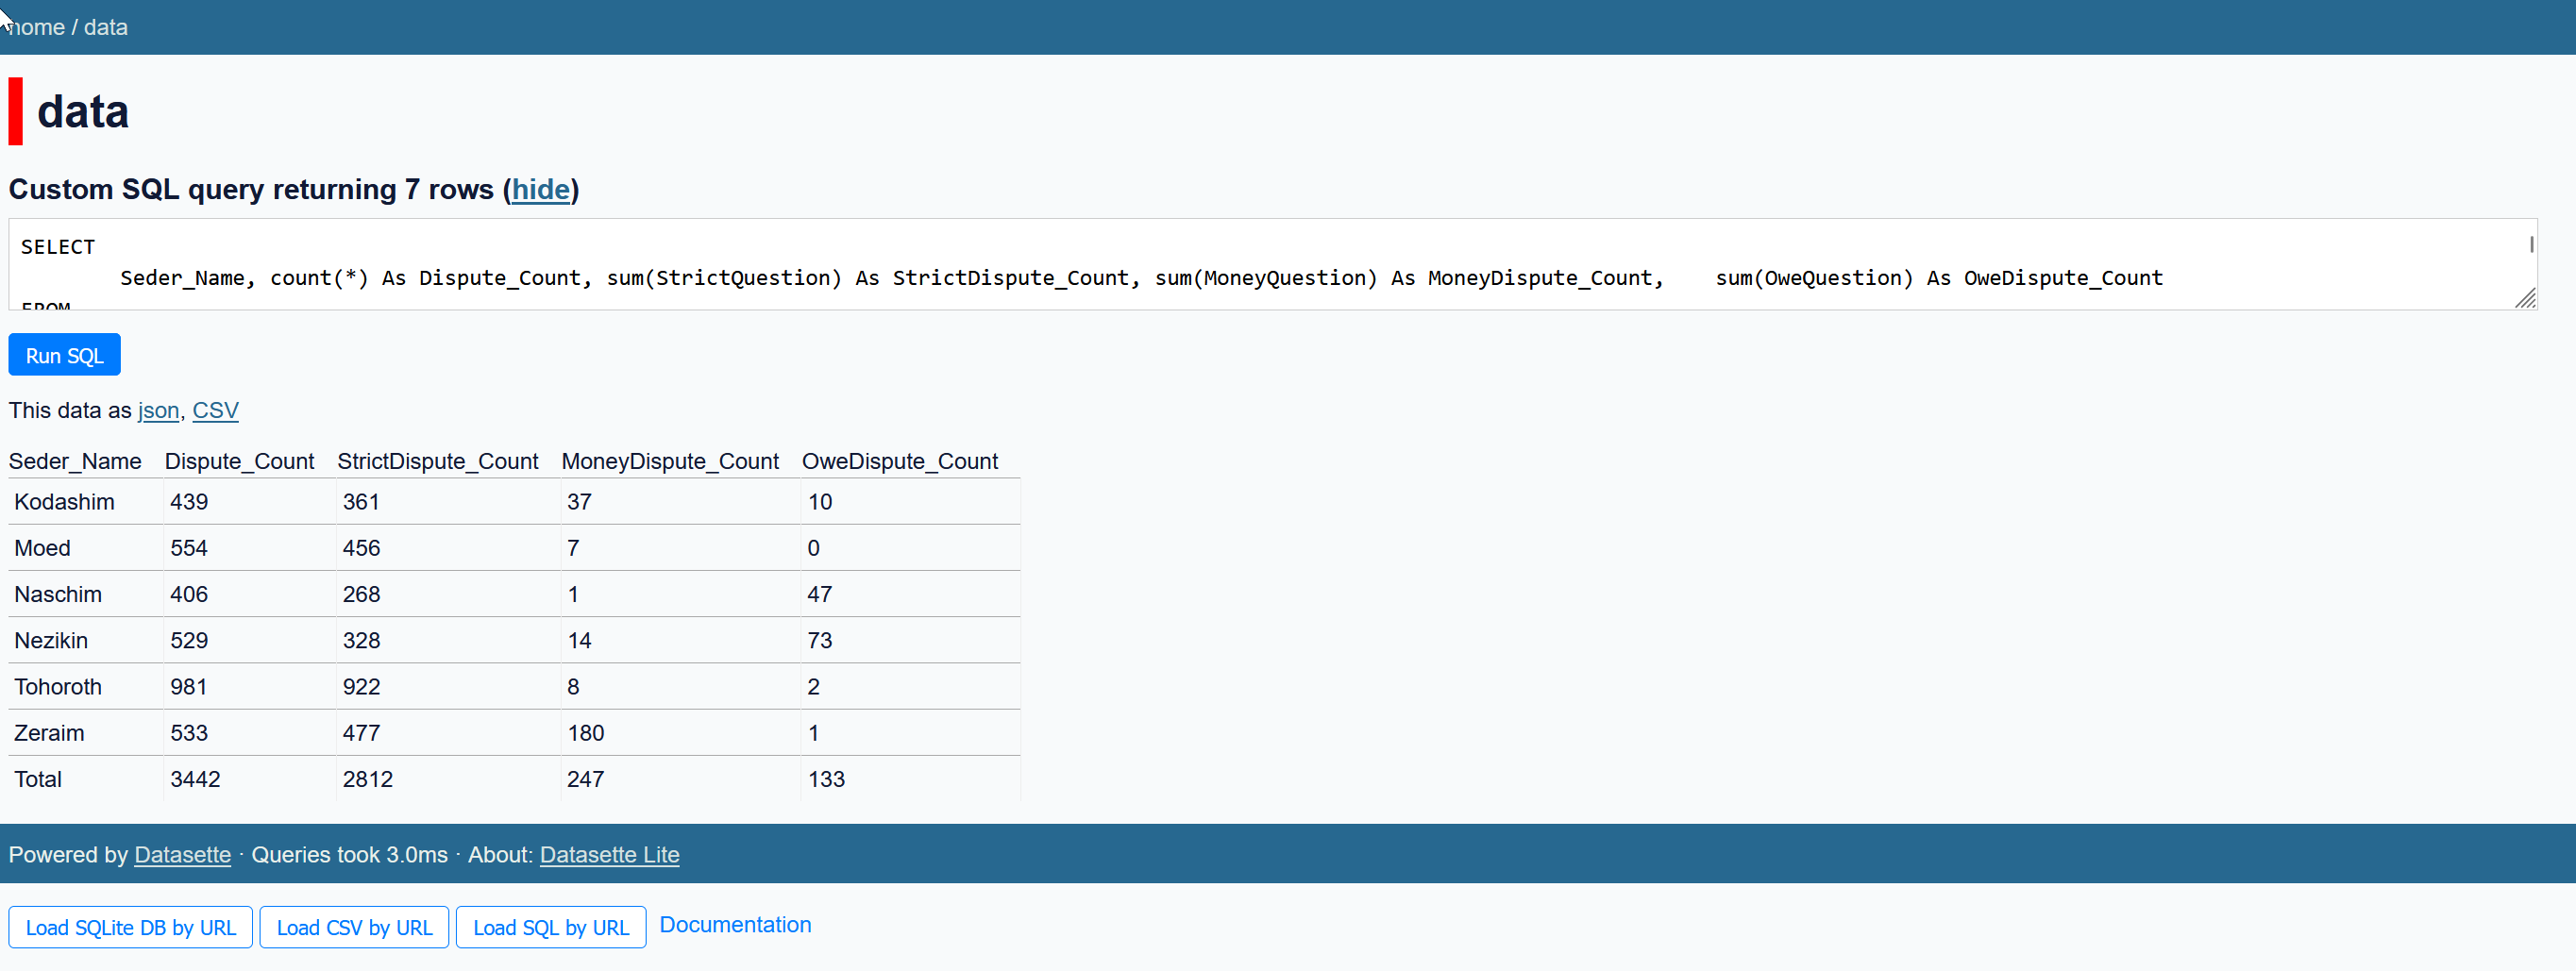 home / data
data
Custom SQL query returning 7 rows (hide)
SELECT
Seder_Name, count(*) As Dispute_Count, sum(StrictQuestion) As StrictDispute_Count, sum(MoneyQuestion) As MoneyDispute_Count, sum(OweQuestion) As OweDispute_Count
FROM
Run SQL
This data as json, CSV
Seder_Name Dispute_Count StrictDispute_Count MoneyDispute_Count OweDispute_Count
Kodashim 439 361 37 10
Moed 554 456 7 0
Naschim 406 268 1 47
Nezikin 529 328 14 73
Tohoroth 981 922 8 2
Zeraim 533 477 180 1
Total 3442 2812 247 133
Powered by Datasette · Queries took 3.0ms · About: Datasette Lite
Load SQLite DB by URL Load CSV by URL Load SQL by URL Documentation